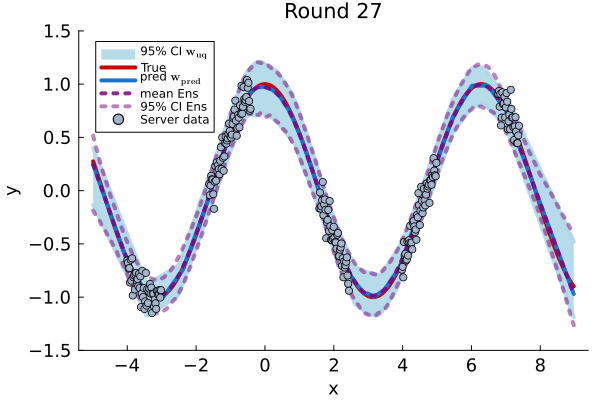 Round 27
1.5
1.0
0.5
0.0
−0.5
−1.0
−1.5
y
95% CI w_uq
True
pred w_pred
mean Ens
95% CI Ens
Server data
−4 −2 0 2 4 6 8
x